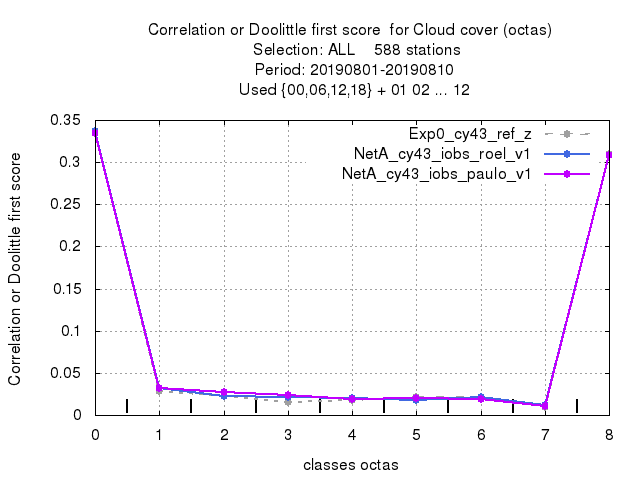 Correlation or Doolittle first score  for Cloud cover (octas)
Selection: ALL    588 stations
Period: 20190801-20190810
Used {00,06,12,18} + 01 02 ... 12
Exp0_cy43_ref_z
NetA_cy43_iobs_roel_v1
NetA_cy43_iobs_paulo_v1
Correlation or Doolittle first score
0.35
0.3
0.25
0.2
0.15
0.1
0.05
0
0 1 2 3 4 5 6 7 8
classes octas